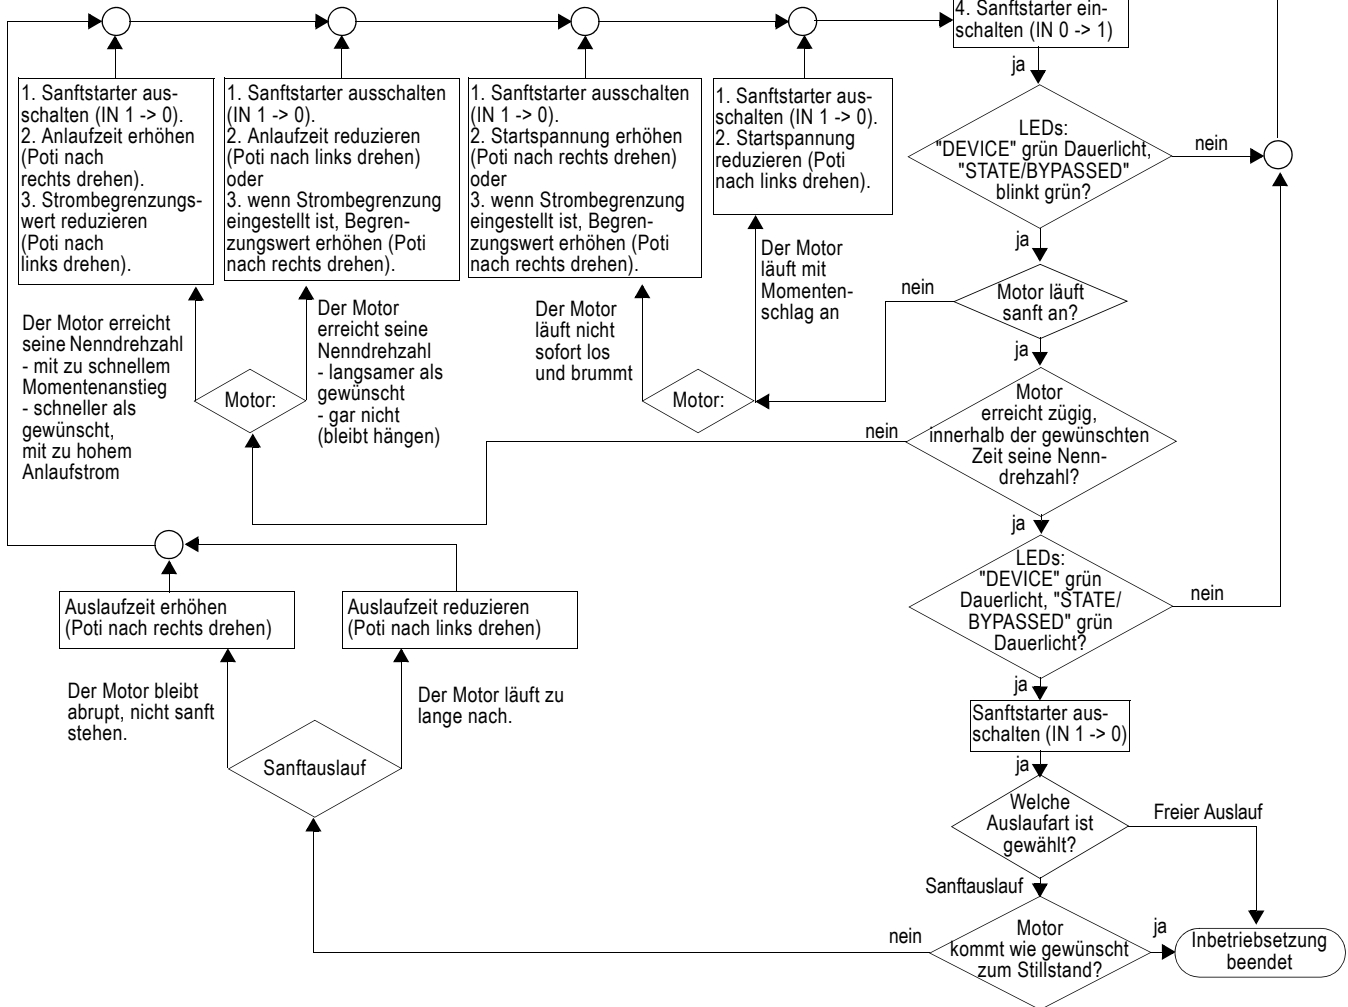 4. Sanftstarter ein-
schalten (IN 0 -> 1)
ja
1. Sanftstarter aus-
schalten (IN 1 -> 0).
2. Anlaufzeit erhöhen
(Poti nach
rechts drehen).
3. Strombegrenzungs-
wert reduzieren
(Poti nach
links drehen).
1. Sanftstarter ausschalten
(IN 1 -> 0).
2. Anlaufzeit reduzieren
(Poti nach links drehen)
oder
3. wenn Strombegrenzung
eingestellt ist, Begren-
zungswert erhöhen (Poti
nach rechts drehen).
1. Sanftstarter ausschalten
(IN 1 -> 0).
2. Startspannung erhöhen
(Poti nach rechts drehen)
oder
3. wenn Strombegrenzung
eingestellt ist, Begren-
zungswert erhöhen (Poti
nach rechts drehen).
1. Sanftstarter aus-
schalten (IN 1 -> 0).
2. Startspannung
reduzieren (Poti
nach links drehen).
LEDs:
"DEVICE" grün Dauerlicht,
"STATE/BYPASSED"
blinkt grün?
nein
ja
Der Motor erreicht
seine Nenndrehzahl
- mit zu schnellem
Momentenanstieg
- schneller als
gewünscht,
mit zu hohem
Anlaufstrom
Motor:
Der Motor
erreicht seine
Nenndrehzahl
- langsamer als
gewünscht
- gar nicht
(bleibt hängen)
Der Motor
läuft nicht
sofort los
und brummt
Motor:
Der Motor
läuft mit
Momenten-
schlag an
nein
Motor läuft
sanft an?
ja
nein
Motor
erreicht zügig,
innerhalb der gewünschten
Zeit seine Nenn-
drehzahl?
ja
LEDs:
"DEVICE" grün
Dauerlicht, "STATE/
BYPASSED" grün
Dauerlicht?
nein
ja
Auslaufzeit erhöhen
(Poti nach rechts drehen)
Auslaufzeit reduzieren
(Poti nach links drehen)
Der Motor bleibt
abrupt, nicht sanft
stehen.
Der Motor läuft zu
lange nach.
Sanftauslauf
Sanftstarter aus-
schalten (IN 1 -> 0)
ja
Welche
Auslaufart ist
gewählt?
Freier Auslauf
Sanftauslauf
nein
Motor
kommt wie gewünscht
zum Stillstand?
ja
Inbetriebsetzung
beendet